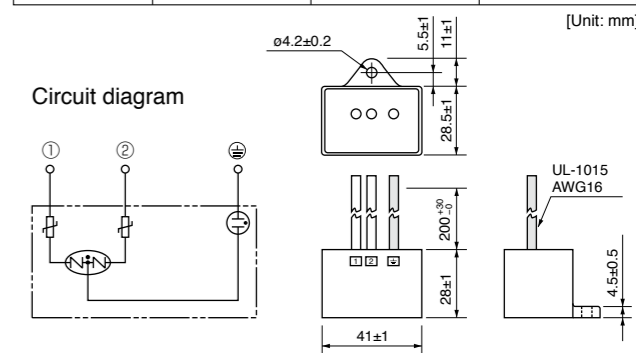 [Unit: mm]
ø4.2±0.2
5.5±1
11±1
28.5±1
Circuit diagram
① ②
UL-1015
AWG16
200+30-0
1 2
28±1
4.5±0.5
41±1